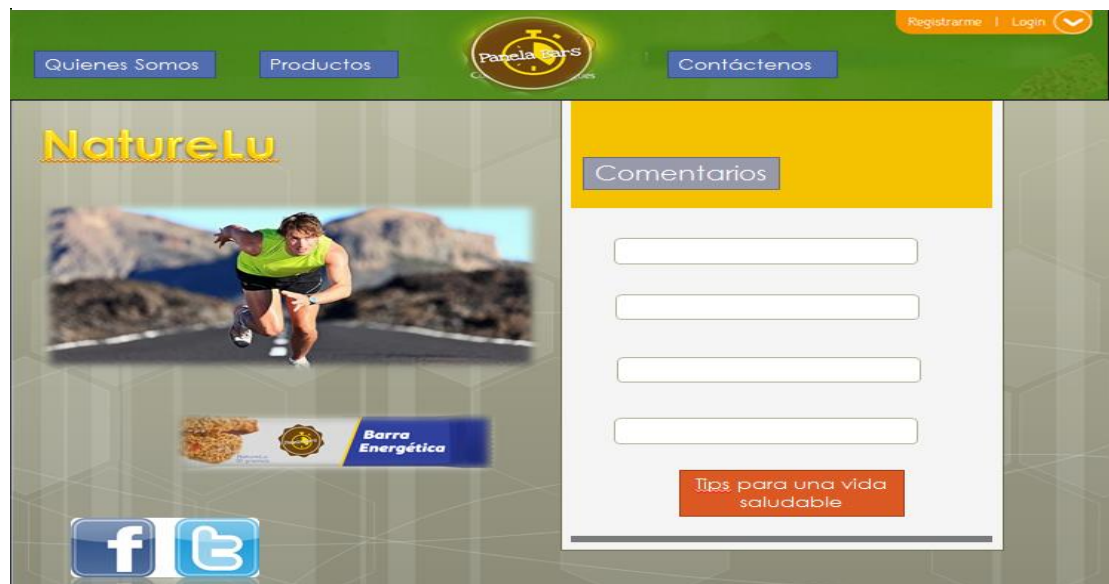 Registrarme | Login
Quienes Somos
Productos
Panela Bars
Contáctenos
NatureLu
Comentarios
Barra
Energética
Tips para una vida
saludable